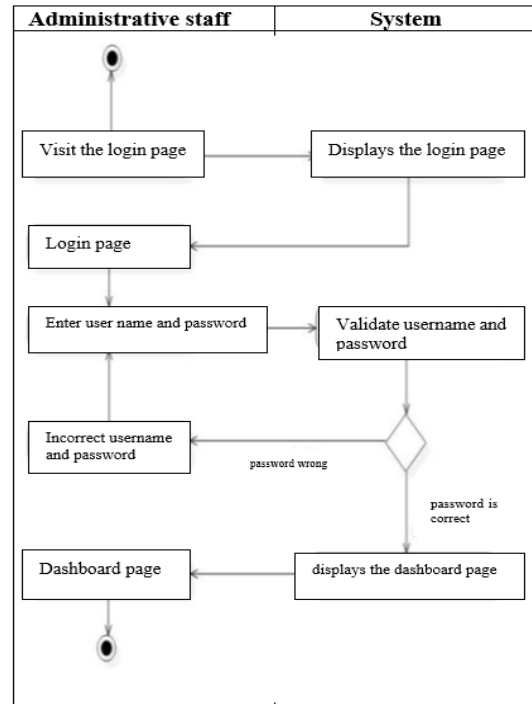 Administrative staff
System
Visit the login page
Displays the login page
Login page
Enter user name and password
Validate username and
password
Incorrect username
and password
password wrong
password is
correct
Dashboard page
displays the dashboard page